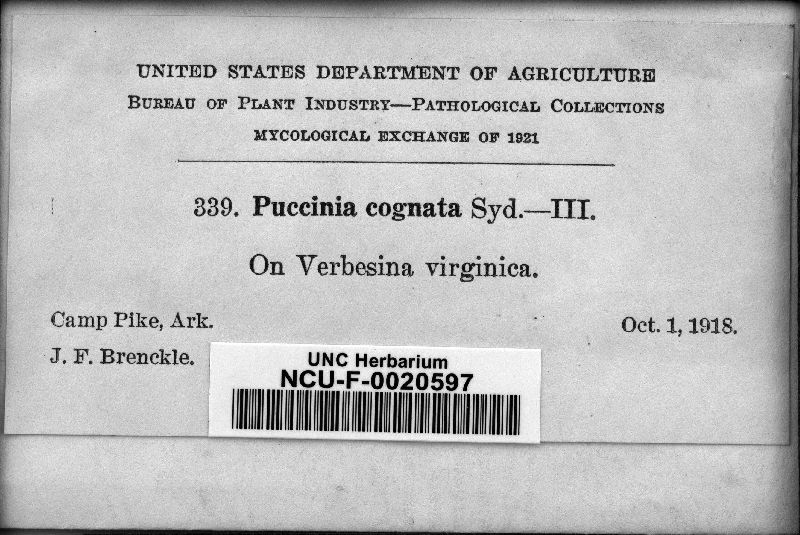 UNITED STATES DEPARTMENT OF AGRICULTURE
BUREAU OF PLANT INDUSTRY—PATHOLOGICAL COLLECTIONS
MYCOLOGICAL EXCHANGE OF 1921
339. Puccinia cognata Syd.—III.
On Verbesina virginica.
Camp Pike, Ark. Oct. 1, 1918.
J. F. Brenckle.
UNC Herbarium
NCU-F-0020597